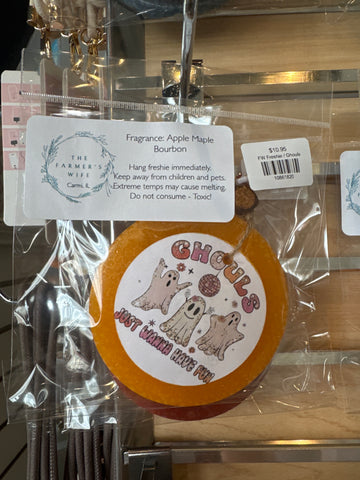 THE
FARMER'S
WIFE
Carmi, IL
Fragrance: Apple Maple
Bourbon
Hang freshie immediately.
Keep away from children and pets.
Extreme temps may cause melting.
Do not consume - Toxic!
$10.95
FW Freshie / Ghouls
10661820
GHOULS
JUST WANNA HAVE FUN